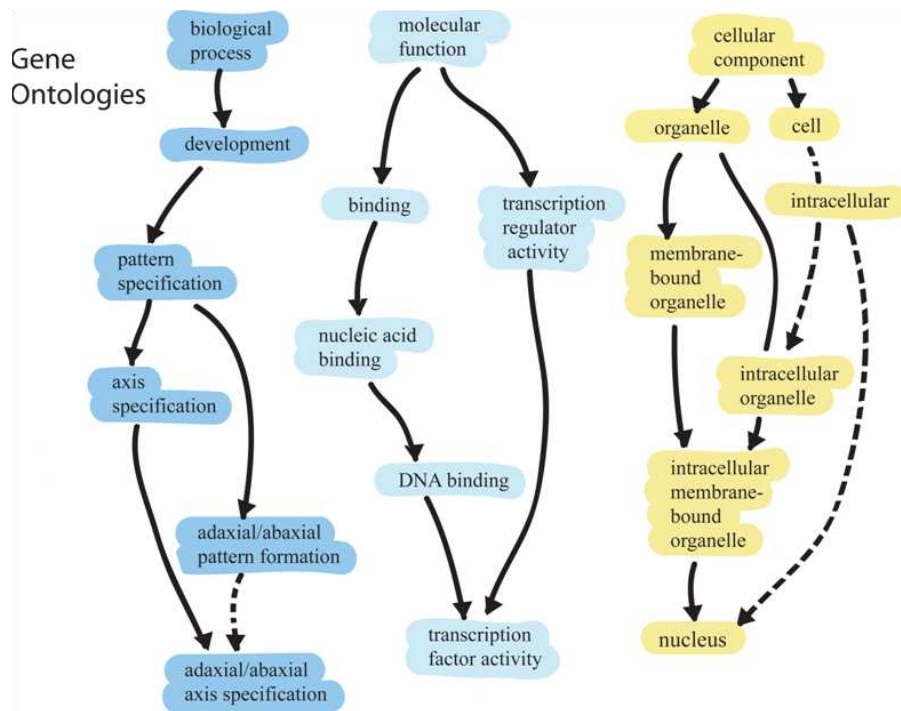 Gene
Ontologies
biological
process
development
pattern
specification
axis
specification
adaxial/abaxial
pattern formation
adaxial/abaxial
axis specification
molecular
function
binding
transcription
regulator
activity
nucleic acid
binding
DNA binding
transcription
factor activity
cellular
component
organelle
cell
intracellular
membrane-
bound
organelle
intracellular
organelle
intracellular
membrane-
bound
organelle
nucleus